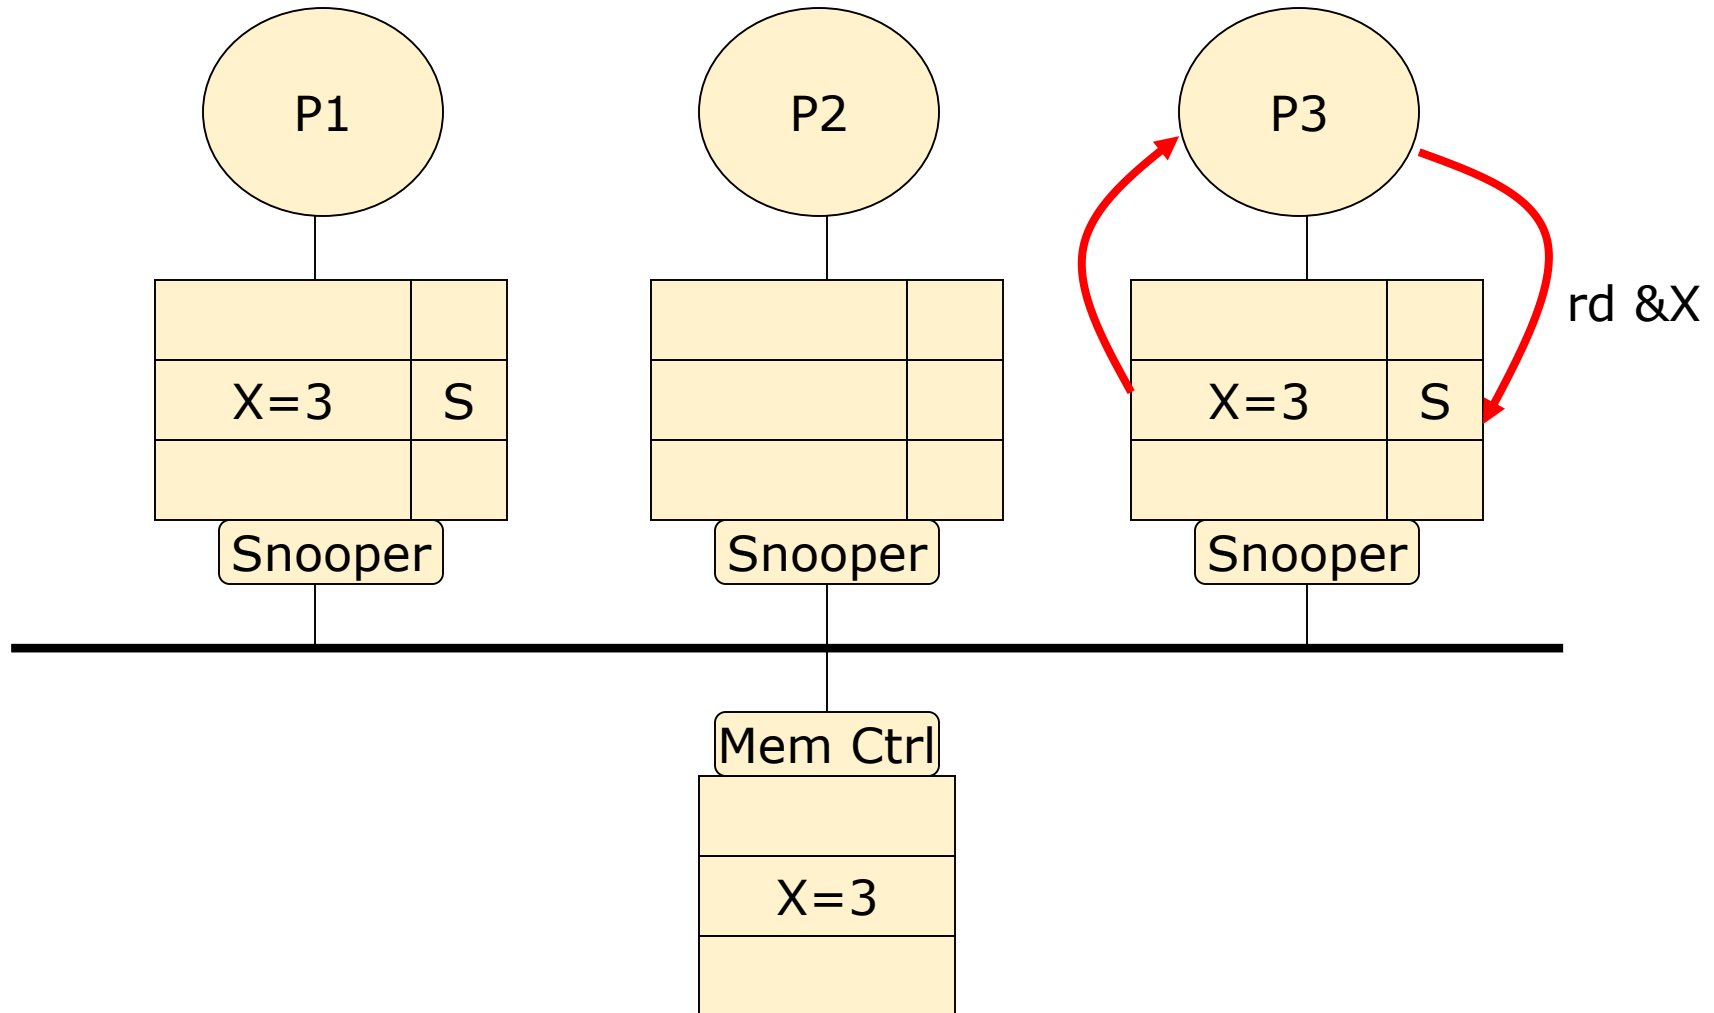 P1
P2
P3
rd &X
X=3
S
X=3
S
Snooper
Snooper
Snooper
Mem Ctrl
X=3